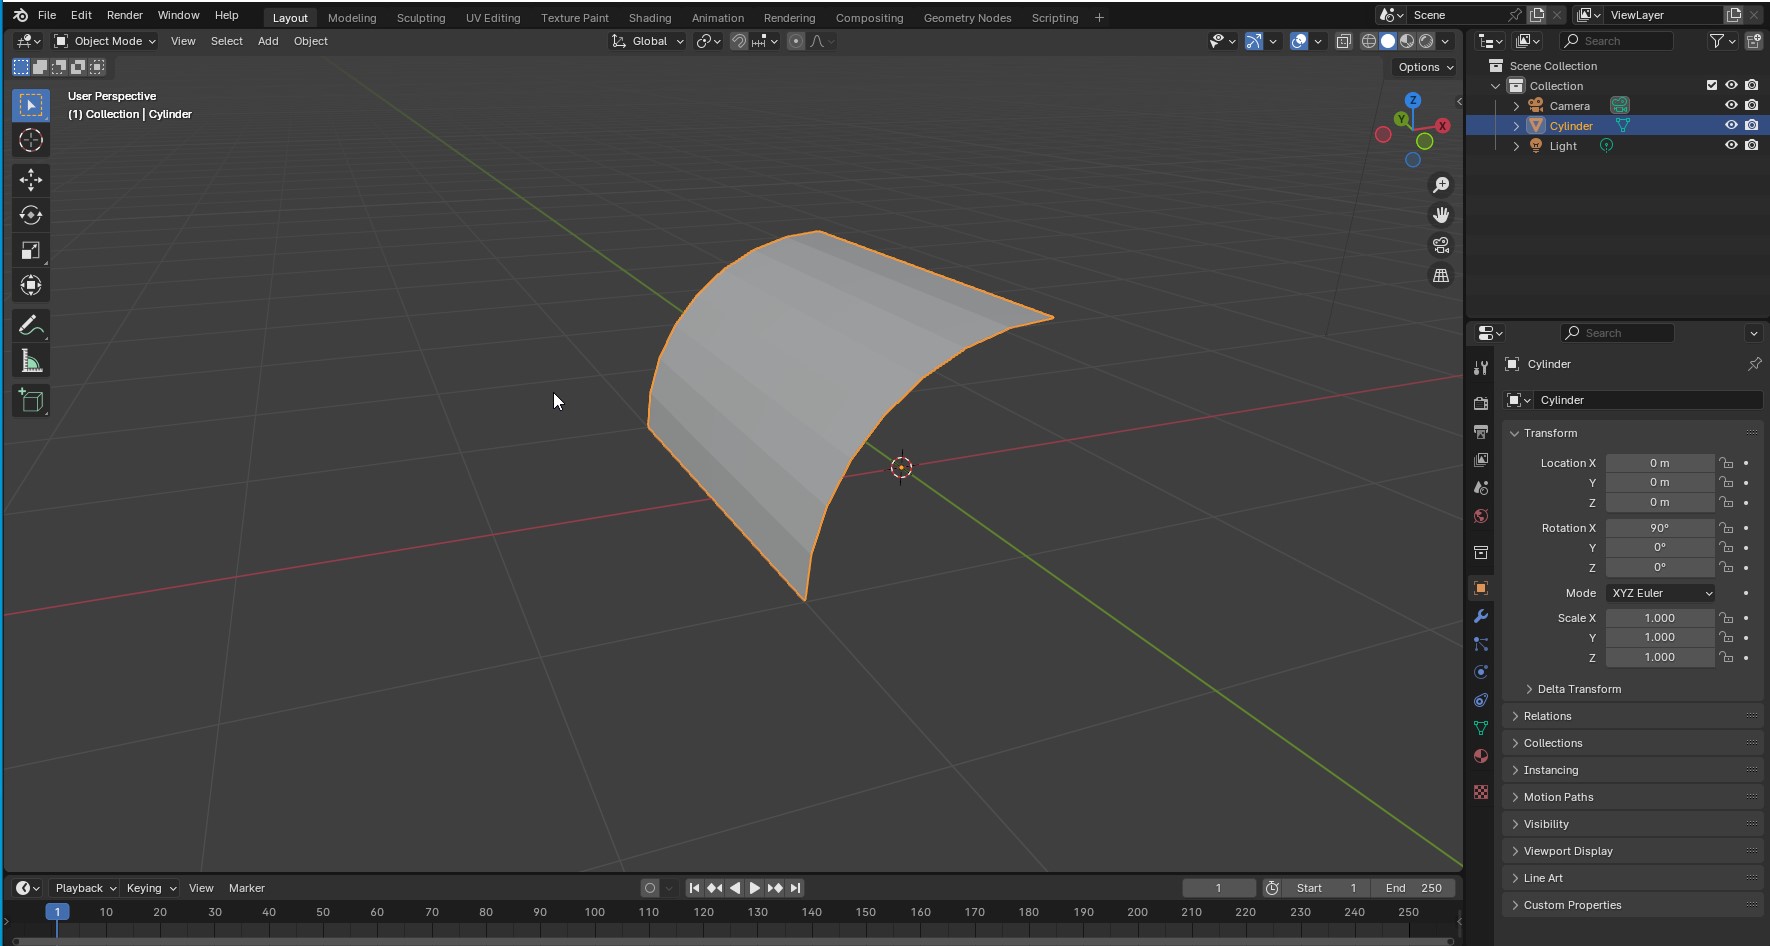 File Edit Render Window Help Layout Modeling Sculpting UV Editing Texture Paint Shading Animation Rendering Compositing Geometry Nodes Scripting + Scene ViewLayer
Object Mode View Select Add Object Global Search
Options
User Perspective
(1) Collection | Cylinder
Z
Y
X
Scene Collection
Collection
Camera
Cylinder
Light
Search
Cylinder
Cylinder
Transform
Location X 0 m
Y 0 m
Z 0 m
Rotation X 90°
Y 0°
Z 0°
Mode XYZ Euler
Scale X 1.000
Y 1.000
Z 1.000
Delta Transform
Relations
Collections
Instancing
Motion Paths
Visibility
Viewport Display
Line Art
Custom Properties
Playback Keying View Marker 1 Start 1 End 250
1 10 20 30 40 50 60 70 80 90 100 110 120 130 140 150 160 170 180 190 200 210 220 230 240 250